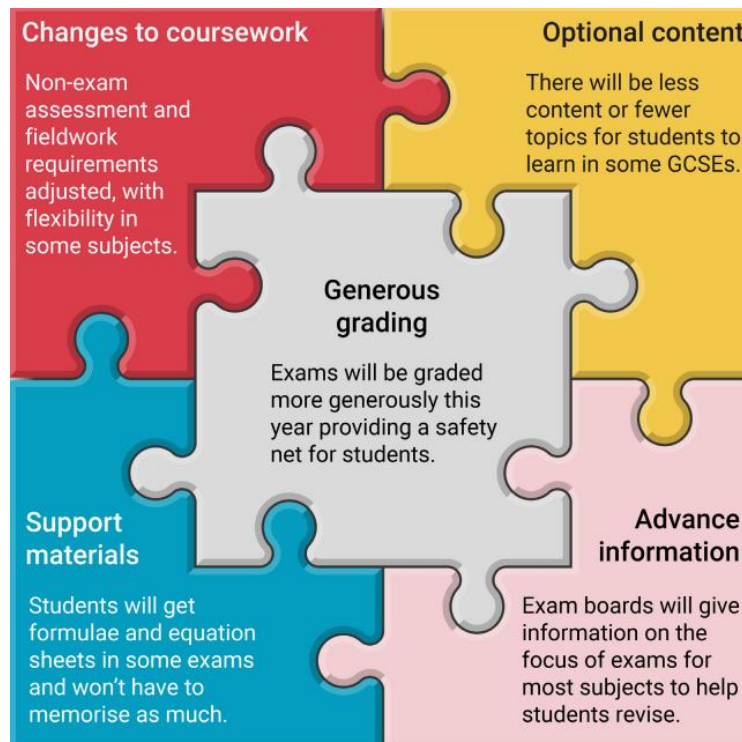 Changes to coursework
Non-exam
assessment and
fieldwork
requirements
adjusted, with
flexibility in
some subjects.
Optional content
There will be less
content or fewer
topics for students to
learn in some GCSEs.
Generous
grading
Exams will be graded
more generously this
year providing a safety
net for students.
Support
materials
Students will get
formulae and equation
sheets in some exams
and won't have to
memorise as much.
Advance
information
Exam boards will give
information on the
focus of exams for
most subjects to help
students revise.